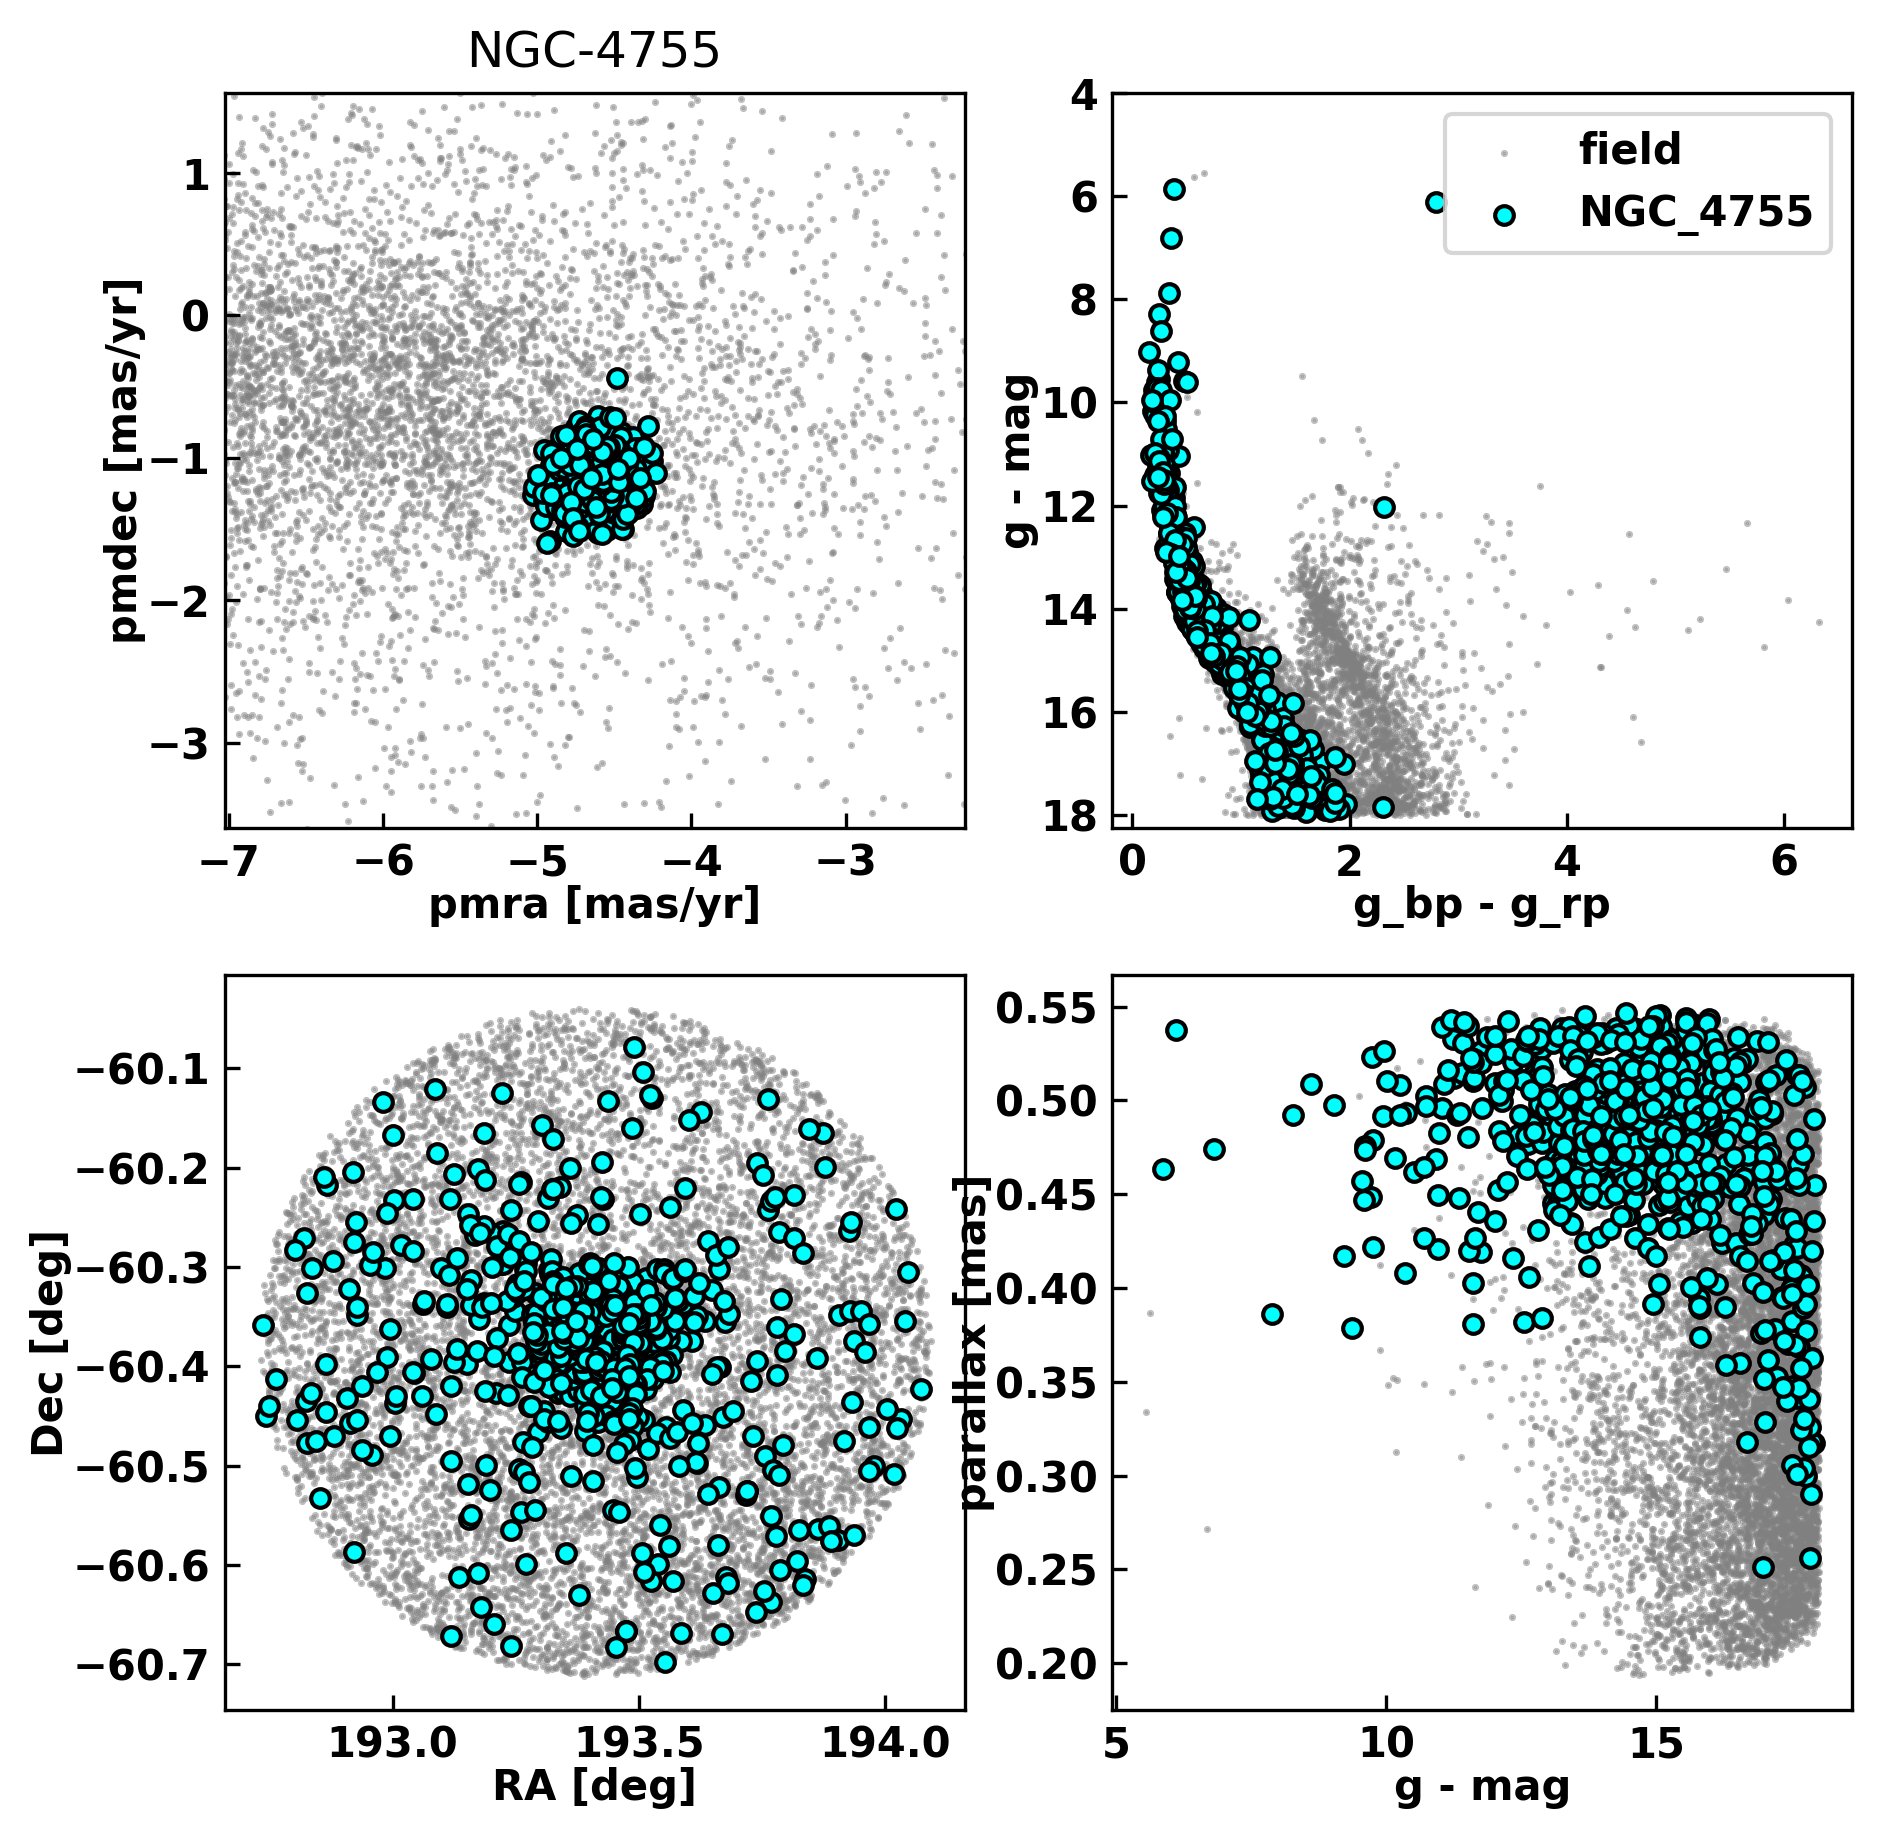 NGC-4755
1
0
−1
−2
−3
pmdec [mas/yr]
−7 −6 −5 −4 −3
pmra [mas/yr]
4
6
8
10
12
14
16
18
g - mag
field
NGC_4755
0 2 4 6
g_bp - g_rp
−60.1
−60.2
−60.3
−60.4
−60.5
−60.6
−60.7
Dec [deg]
193.0 193.5 194.0
RA [deg]
0.55
0.50
0.45
0.40
0.35
0.30
0.25
0.20
parallax [mas]
5 10 15
g - mag